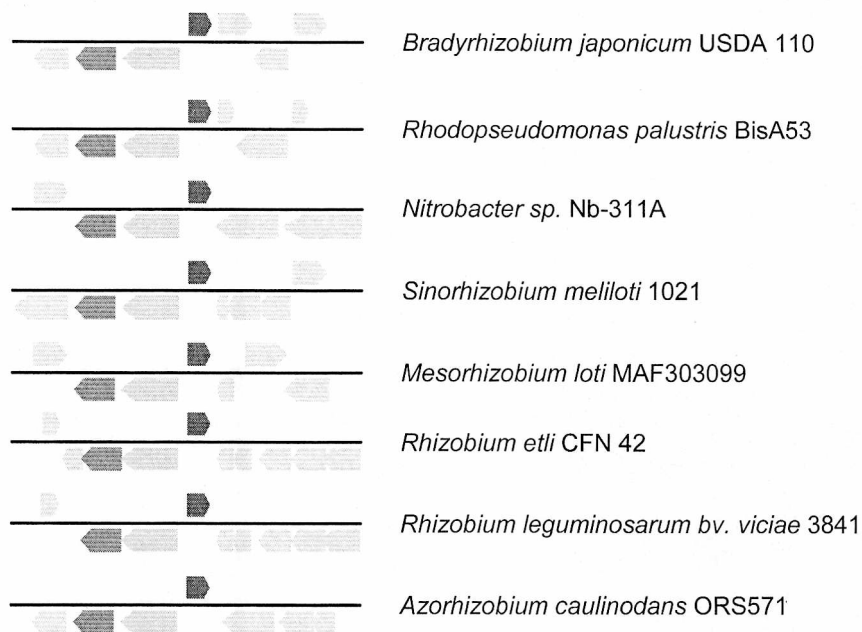 Bradyrhizobium japonicum USDA 110
Rhodopseudomonas palustris BisA53
Nitrobacter sp. Nb-311A
Sinorhizobium meliloti 1021
Mesorhizobium loti MAF303099
Rhizobium etli CFN 42
Rhizobium leguminosarum bv. viciae 3841
Azorhizobium caulinodans ORS571